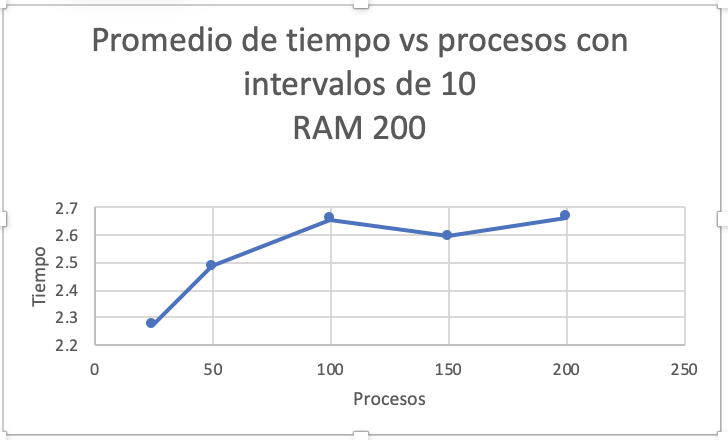 Promedio de tiempo vs procesos con
intervalos de 10
RAM 200
2.7
2.6
2.5
2.4
2.3
2.2
Tiempo
0 50 100 150 200 250
Procesos